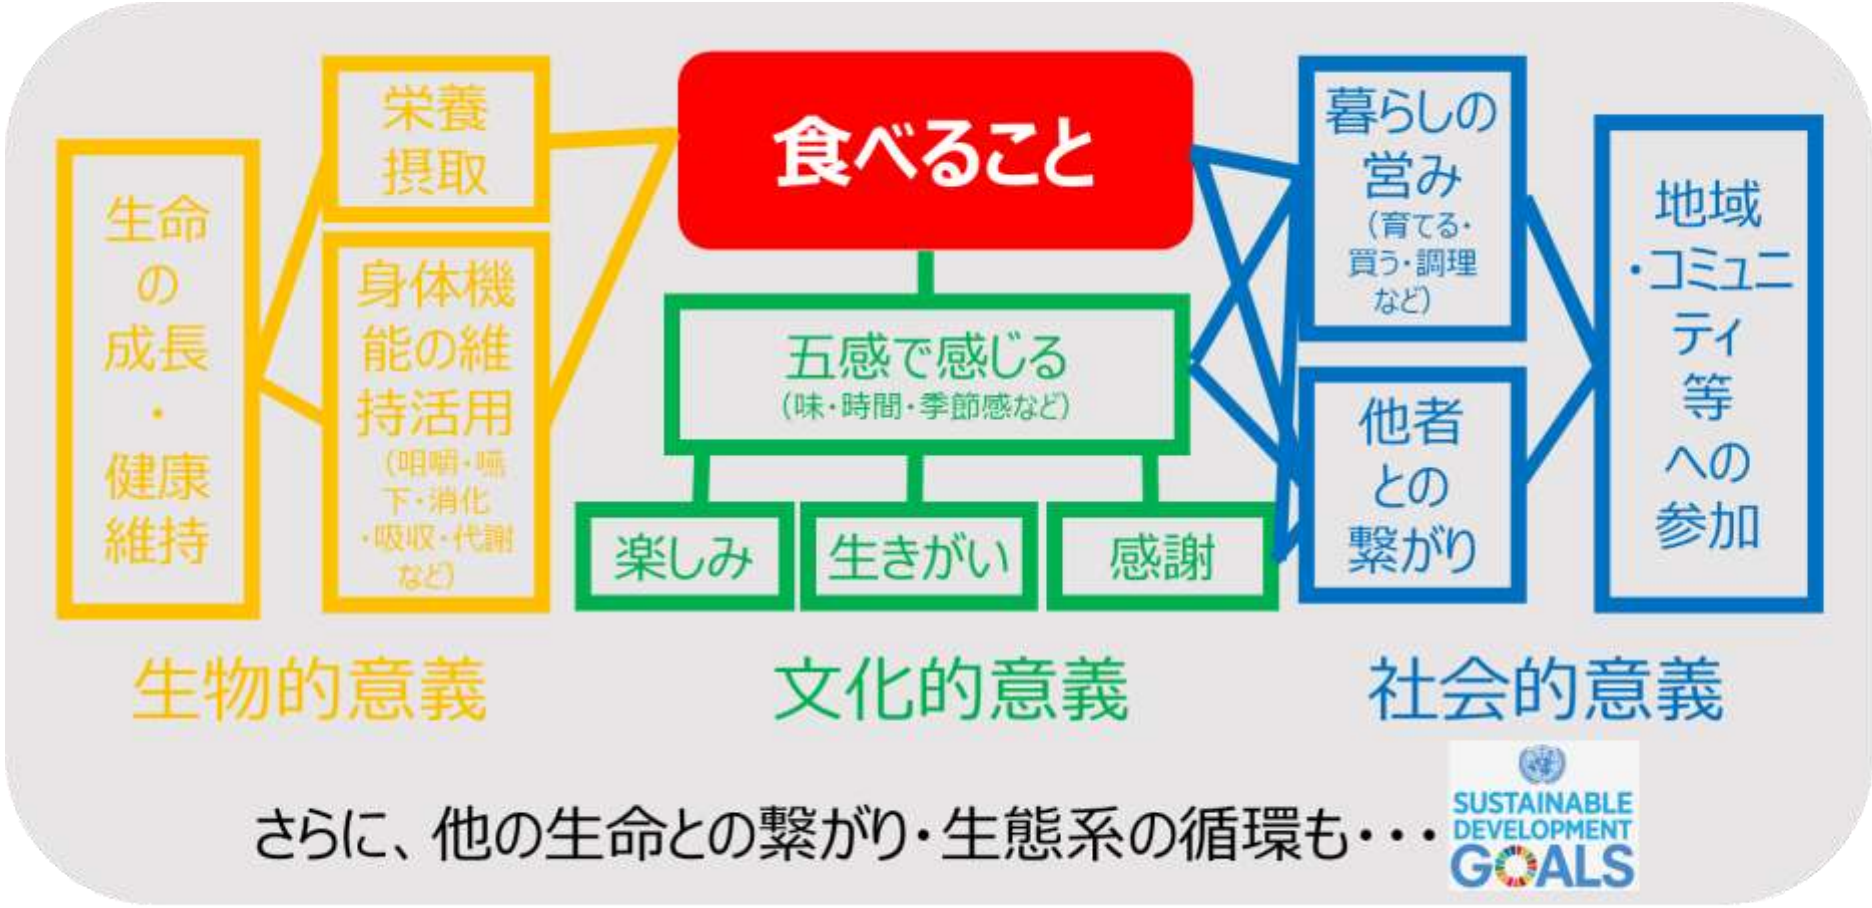 食べること
栄養
摂取
身体機
能の維
持活用
(咀嚼・嚥
下・消化
・吸収・代謝
など)
生命
の
成長
・
健康
維持
生物的意義
五感で感じる
(味・時間・季節感など)
楽しみ
生きがい
感謝
文化的意義
暮らしの
営み
(育てる・
買う・調理
など)
他者
との
繋がり
地域
・コミュニ
ティ
等
への
参加
社会的意義
さらに、他の生命との繋がり・生態系の循環も・・・
SUSTAINABLE
DEVELOPMENT
GOALS